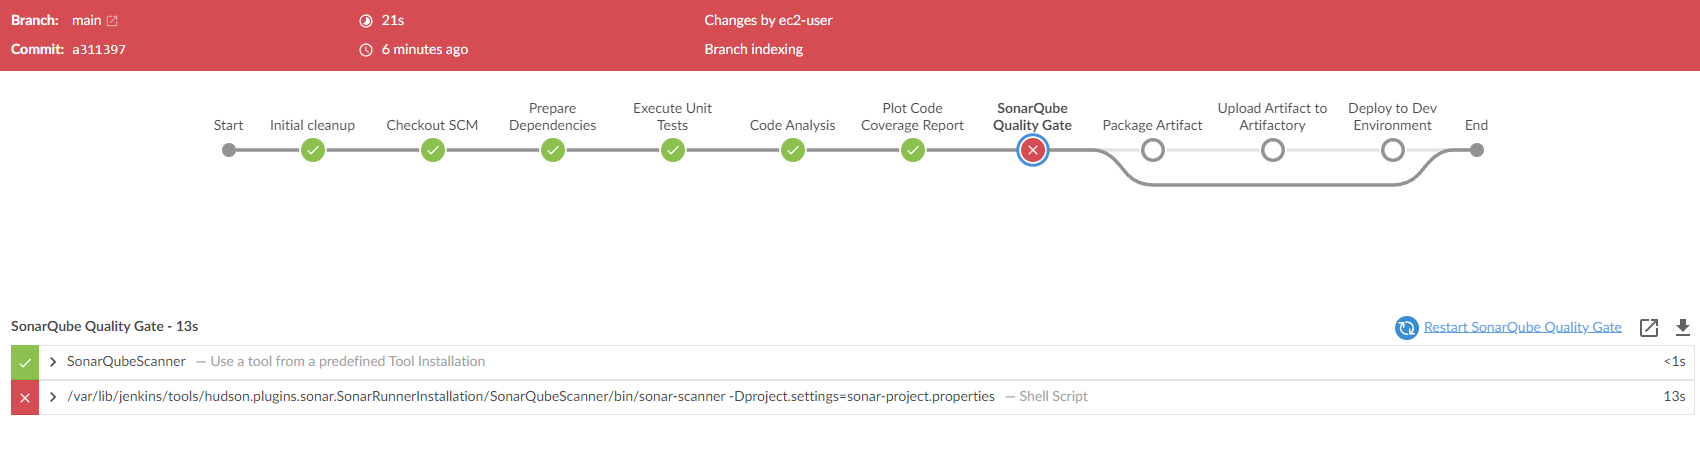 Branch: main 21s Changes by ec2-user
Commit: a311397 6 minutes ago Branch indexing
Start
Initial cleanup
Checkout SCM
Prepare
Dependencies
Execute Unit
Tests
Code Analysis
Plot Code
Coverage Report
SonarQube
Quality Gate
Package Artifact
Upload Artifact to
Artifactory
Deploy to Dev
Environment
End
SonarQube Quality Gate - 13s Restart SonarQube Quality Gate
SonarQubeScanner — Use a tool from a predefined Tool Installation <1s
/var/lib/jenkins/tools/hudson.plugins.sonar.SonarRunnerInstallation/SonarQubeScanner/bin/sonar-scanner -Dproject.settings=sonar-project.properties — Shell Script 13s